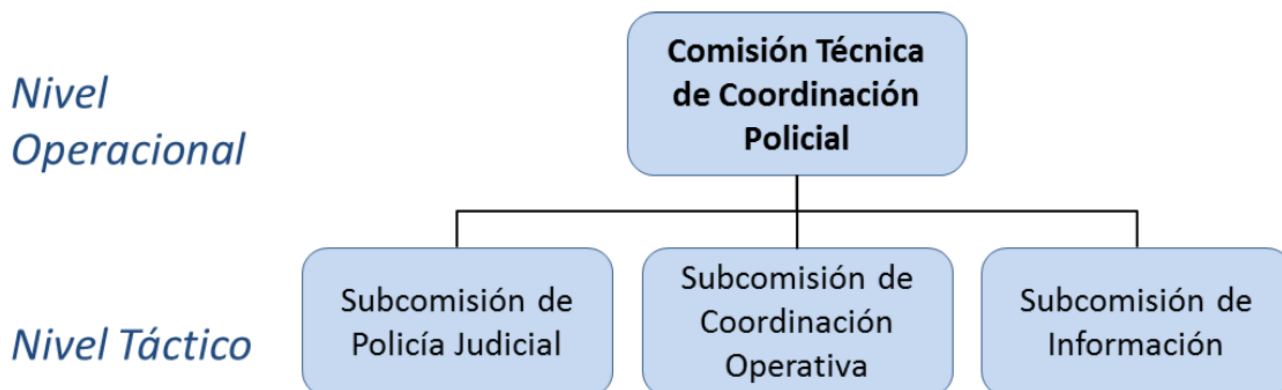 Comisión Técnica
de Coordinación
Policial
Nivel
Operacional
Subcomisión de
Policía Judicial
Subcomisión de
Coordinación
Operativa
Subcomisión de
Información
Nivel Táctico